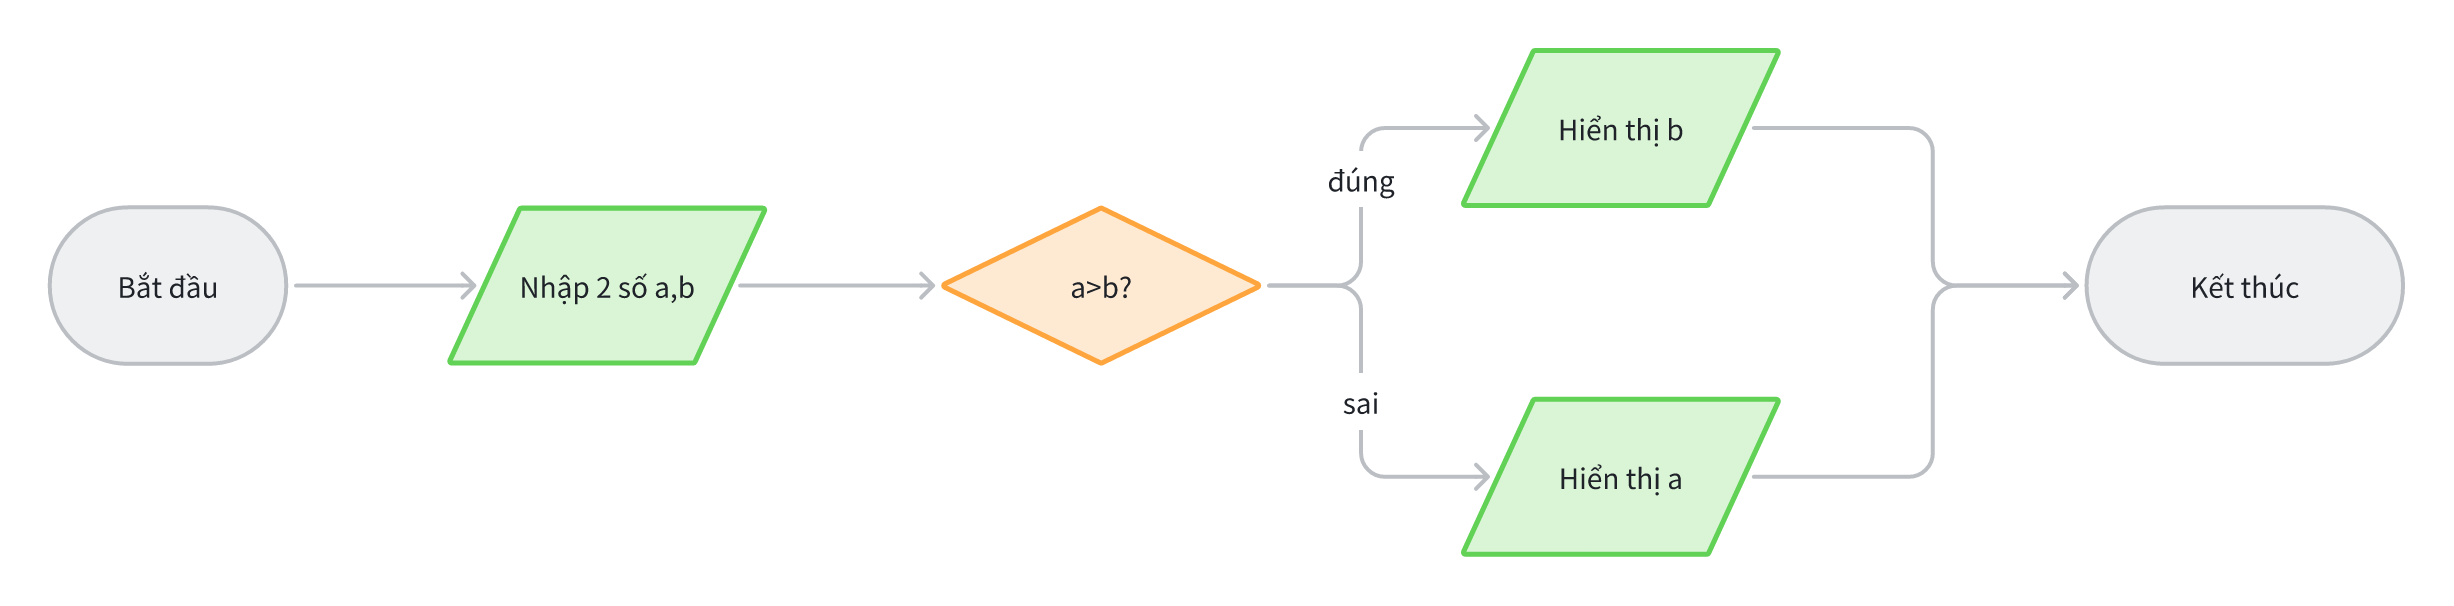 Bắt đầu
Nhập 2 số a,b
a>b?
đúng
Hiển thị b
sai
Hiển thị a
Kết thúc